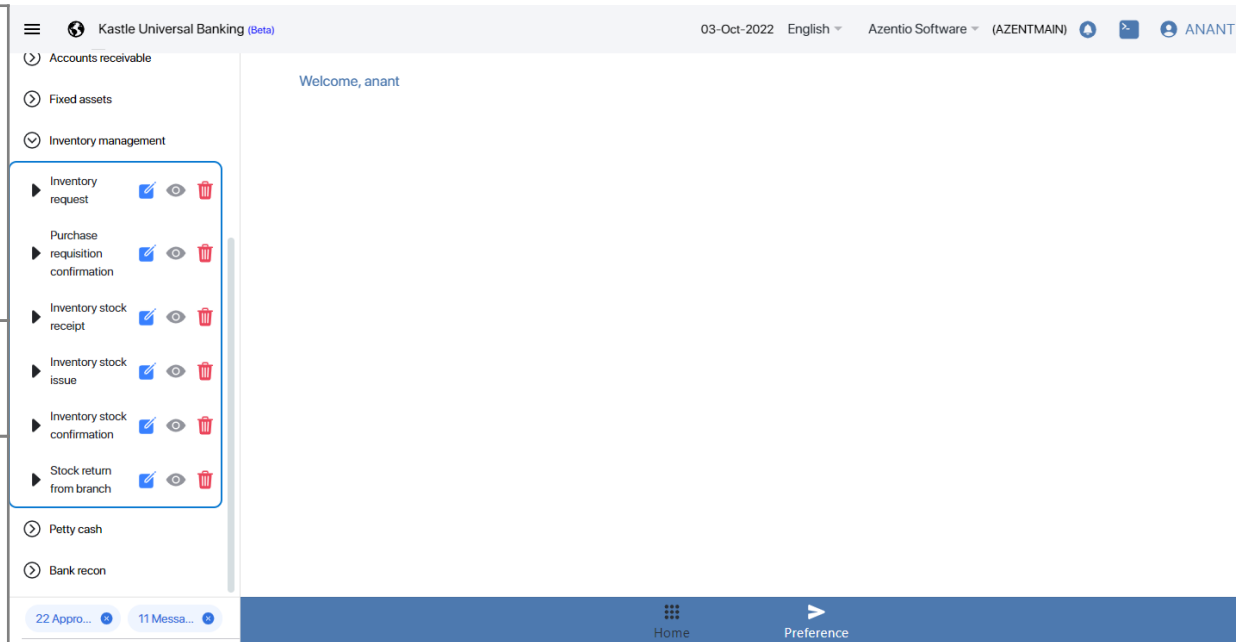 Kastle Universal Banking (Beta)
03-Oct-2022 English Azentio Software (AZENTMAIN) ANANT
Accounts receivable
Welcome, anant
Fixed assets
Inventory management
Inventory
request
Purchase
requisition
confirmation
Inventory stock
receipt
Inventory stock
issue
Inventory stock
confirmation
Stock return
from branch
Petty cash
Bank recon
22 Appro... 11 Messa...
Home Preference